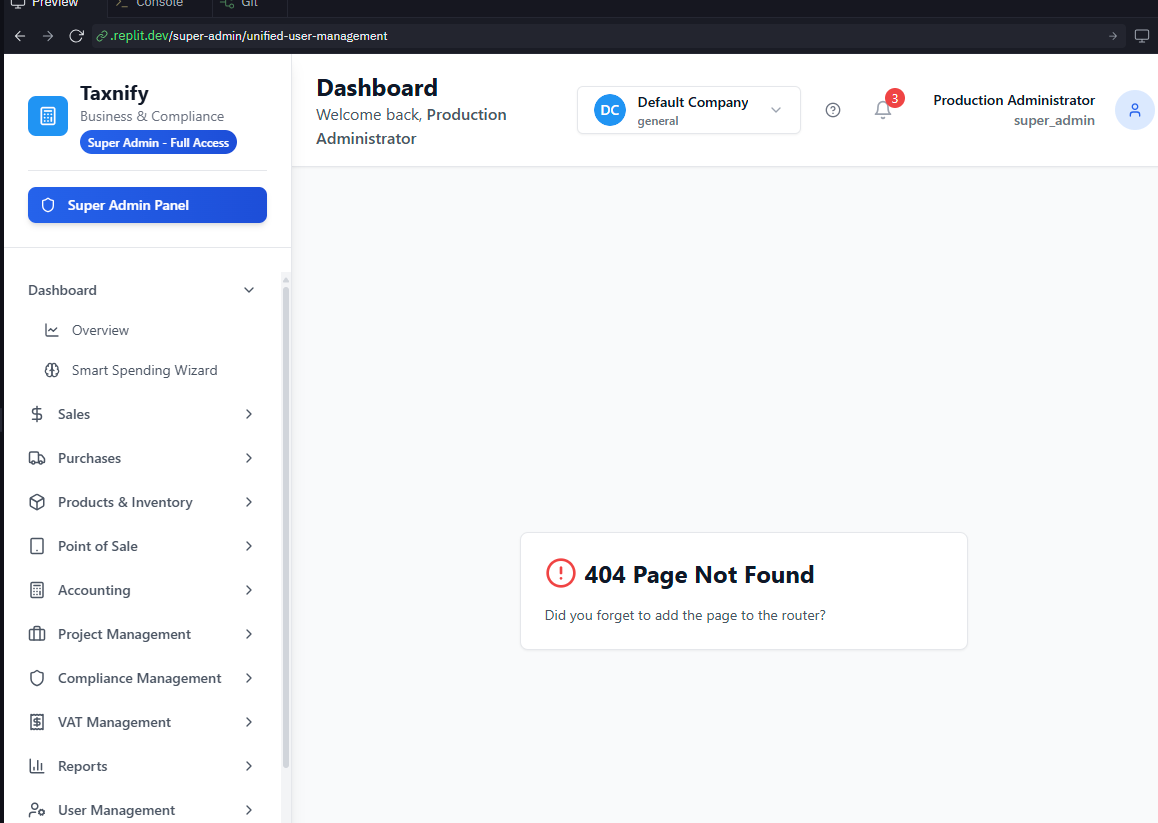 Preview
Console
Git
.replit.dev/super-admin/unified-user-management
Taxnify
Business & Compliance
Super Admin - Full Access
Super Admin Panel
Dashboard
Overview
Smart Spending Wizard
Sales
Purchases
Products & Inventory
Point of Sale
Accounting
Project Management
Compliance Management
VAT Management
Reports
User Management
Dashboard
Welcome back, Production
Administrator
DC
Default Company
general
3
Production Administrator
super_admin
404 Page Not Found
Did you forget to add the page to the router?